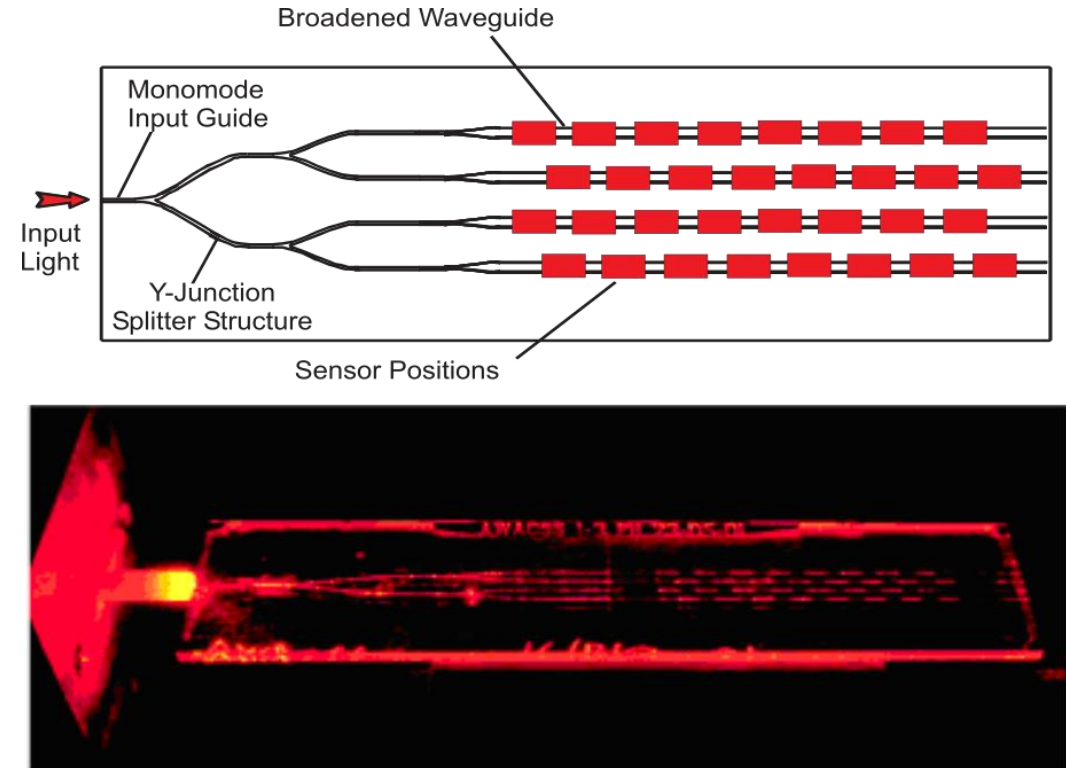 Broadened Waveguide
Monomode
Input Guide
Input
Light
Y-Junction
Splitter Structure
Sensor Positions